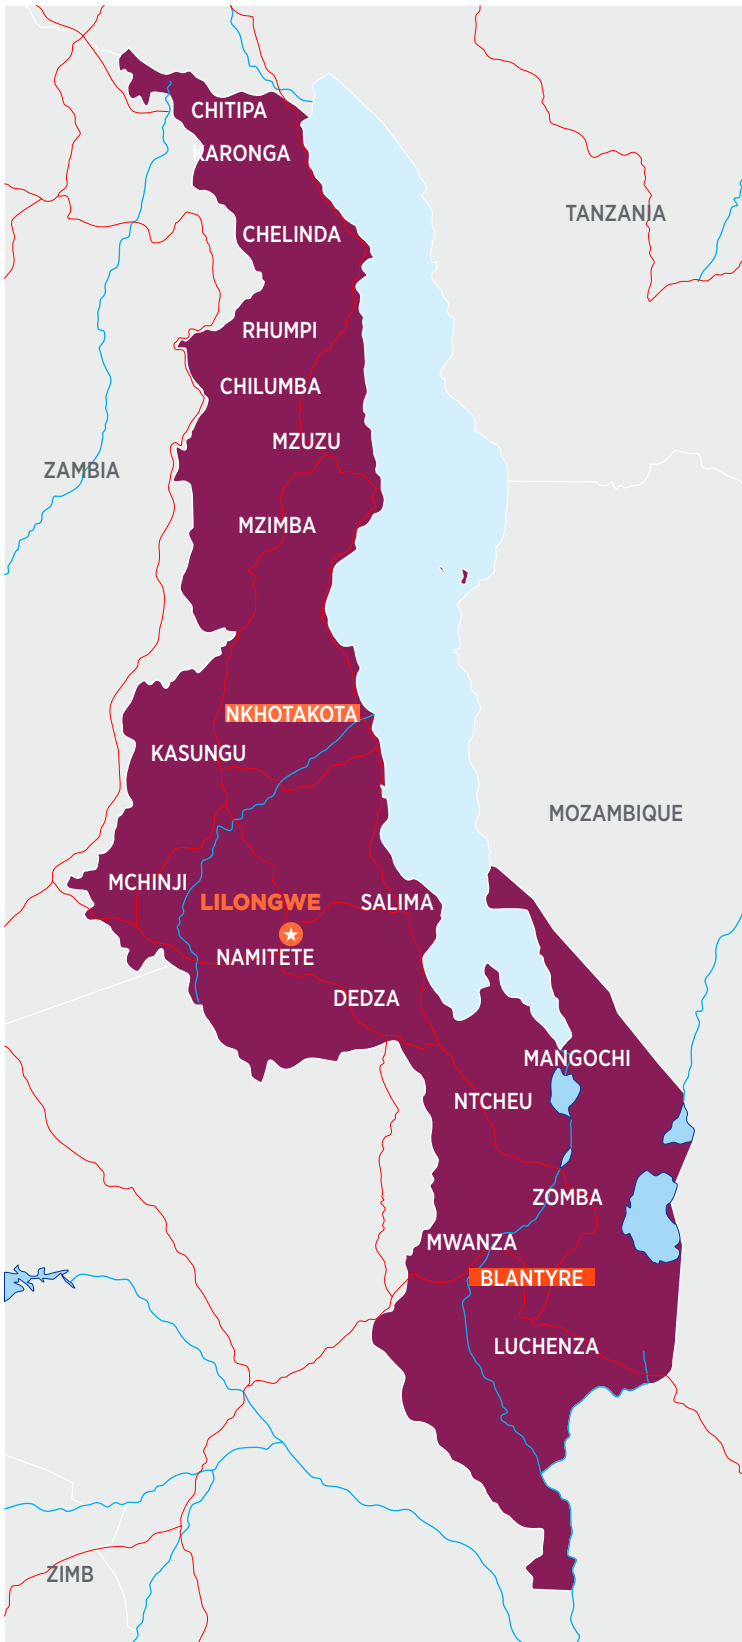 CHITIPA
KARONGA
TANZANIA
CHELINDA
RHUMPI
CHILUMBA
MZUZU
ZAMBIA
MZIMBA
NKHOTAKOTA
KASUNGU
MOZAMBIQUE
MCHINJI
LILONGWE
SALIMA
NAMITETE
DEDZA
MANGOCHI
NTCHEU
ZOMBA
MWANZA
BLANTYRE
LUCHENZA
ZIMB